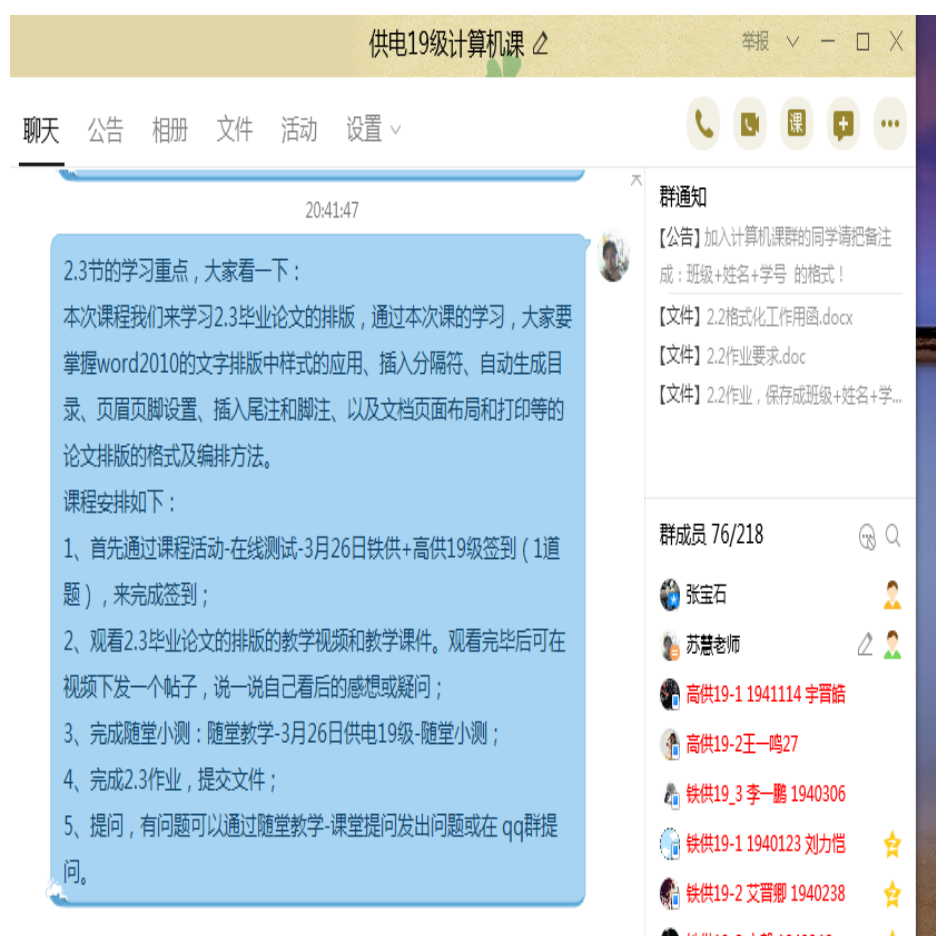 供电19级计算机课
举报
聊天 公告 相册 文件 活动 设置
课
20:41:47
2.3节的学习重点，大家看一下：
本次课程我们来学习2.3毕业论文的排版，通过本次课的学习，大家要
掌握word2010的文字排版中样式的应用、插入分隔符、自动生成目
录、页眉页脚设置、插入尾注和脚注、以及文档页面布局和打印等的
论文排版的格式及编排方法。
课程安排如下：
1、首先通过课程活动-在线测试-3月26日铁供+高供19级签到（1道
题），来完成签到；
2、观看2.3毕业论文的排版的教学视频和教学课件。观看完毕后可在
视频下发一个帖子，说一说自己看后的感想或疑问；
3、完成随堂小测：随堂教学-3月26日供电19级-随堂小测；
4、完成2.3作业，提交文件；
5、提问，有问题可以通过随堂教学-课堂提问发出问题或在 qq群提
问。
群通知
【公告】加入计算机课群的同学请把备注
成：班级+姓名+学号 的格式！
【文件】2.2格式化工作用函.docx
【文件】2.2作业要求.doc
【文件】2.2作业，保存成班级+姓名+学...
群成员 76/218
张宝石
苏慧老师
高供19-1 1941114 宇晋皓
高供19-2王一鸣27
铁供19_3 李一鹏 1940306
铁供19-1 1940123 刘力恺
铁供19-2 艾晋卿 1940238